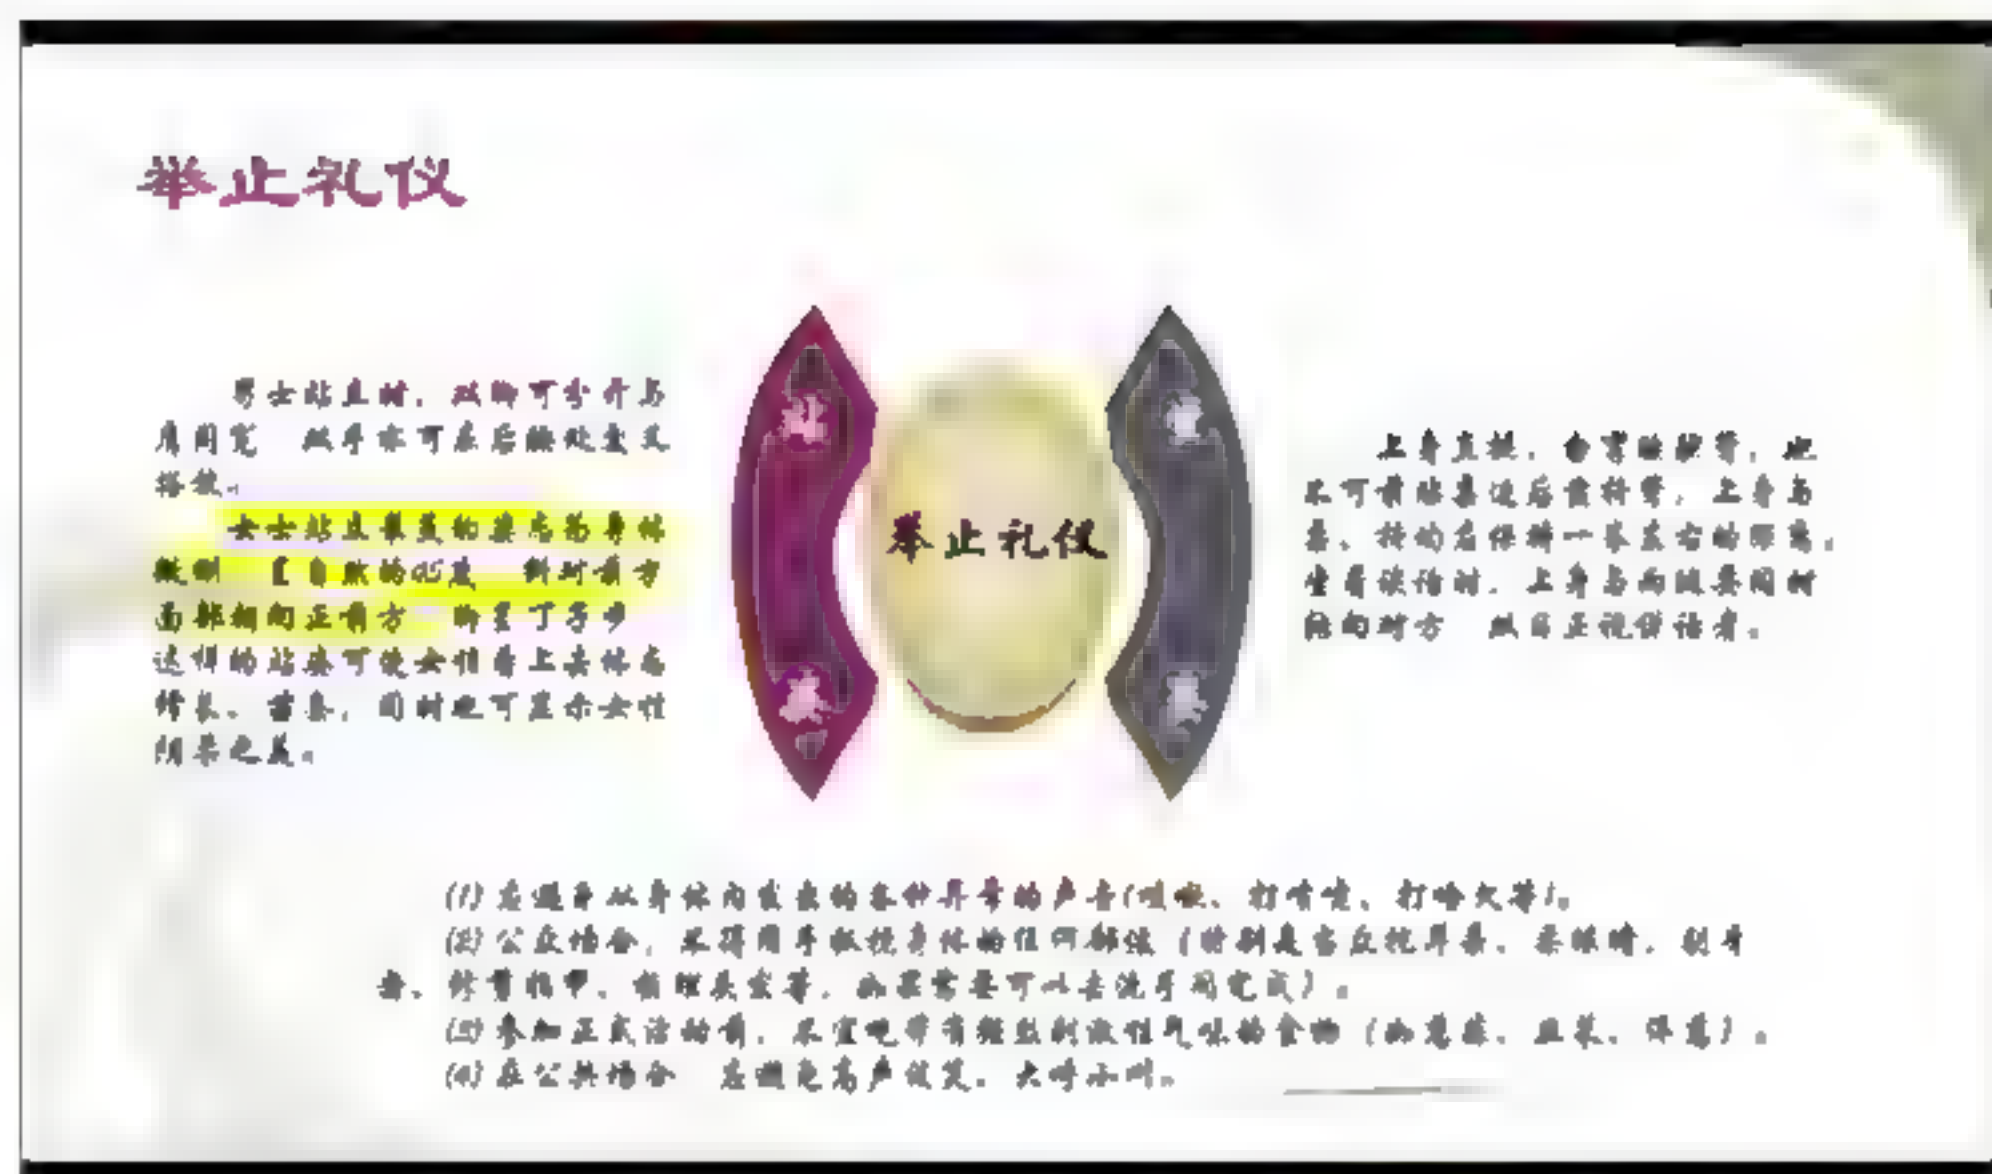 举止礼仪
男士站立时，双脚可分开与
肩同宽，双手亦可在后腰处交叉
搭放。
女士站立最美的姿态为身体
微侧，呈自然的45度，斜对前方，
面部朝向正前方，脚呈丁字步，
这样的站姿可使女性看上去体态
修长、苗条，同时也可显示女性
阴柔之美。
举止礼仪
上身直挺，
不可前贴桌边后靠椅背，上身与
桌、椅均应保持一拳左右的距离。
坐着谈话时，上身与两腿要同时
转向对方，双目正视说话者。
(1) 应避免从身体内发出的各种异常的声音(咳嗽、打喷嚏、打哈欠等)。
(2) 公众场合，不得用手抓挠身体的任何部位（特别是当众挖耳鼻、揉眼睛、剔牙
齿、修剪指甲、梳理头发等，如果需要可以去洗手间完成）。
(3) 参加正式活动前，不宜吃带有强烈刺激性气味的食物（如葱蒜、韭菜、洋葱）。
(4) 在公共场合，应避免高声谈笑、大呼小叫。